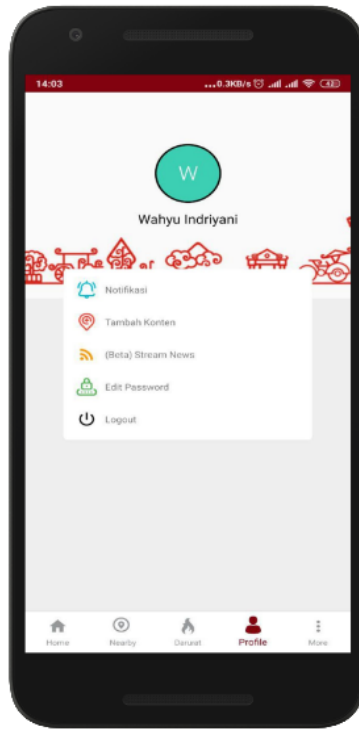 14:03
...0.3KB/s
W
Wahyu Indriyani
Notifikasi
Tambah Konten
(Beta) Stream News
Edit Password
Logout
Home Nearby Darurat Profile More